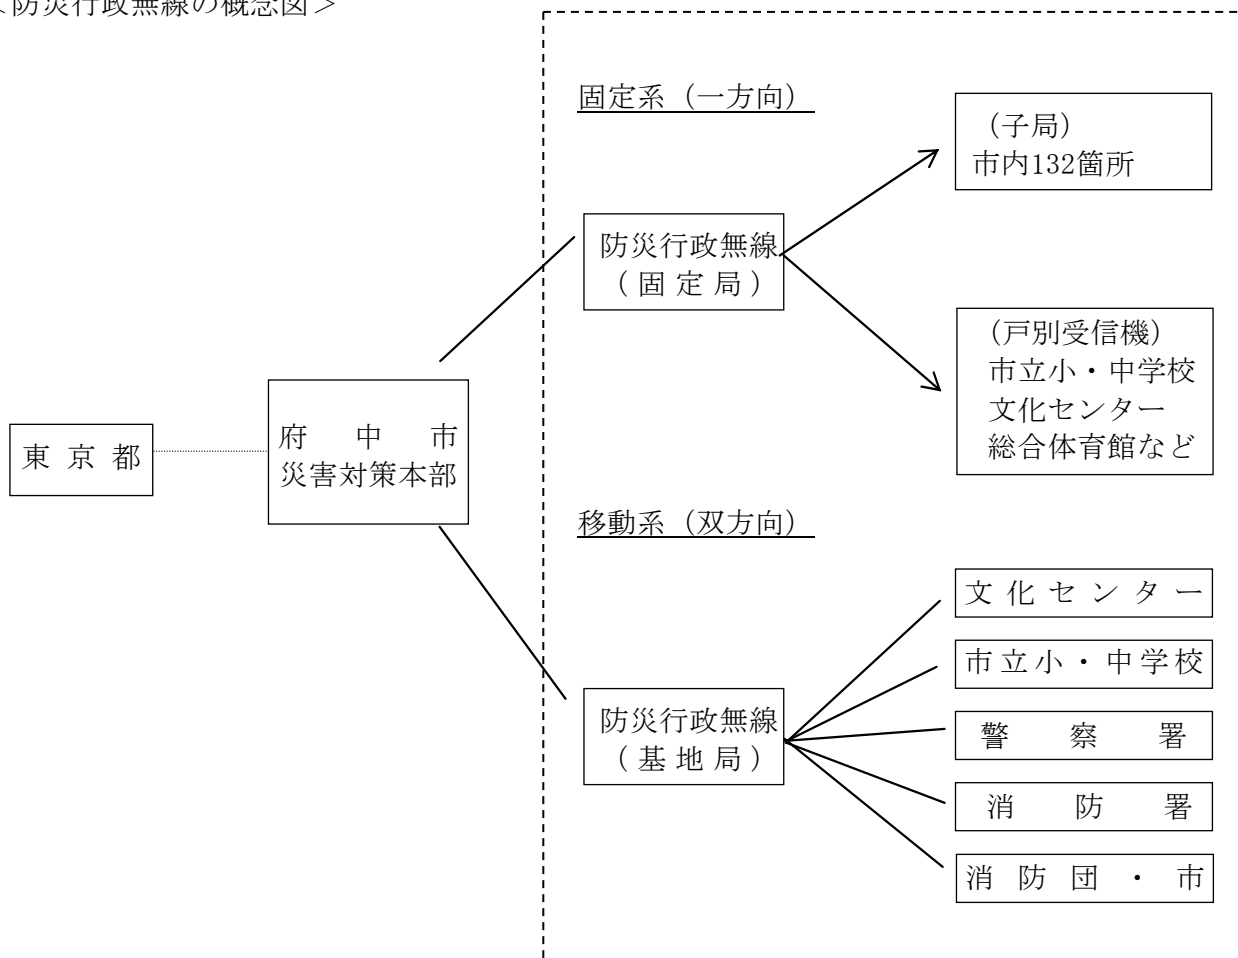 ＜防災行政無線の概念図＞
固定系（一方向）
（子局）
市内132箇所
防災行政無線
（固定局）
（戸別受信機）
市立小・中学校
文化センター
総合体育館など
東京都
府中市
災害対策本部
移動系（双方向）
防災行政無線
（基地局）
文化センター
市立小・中学校
警察署
消防署
消防団・市